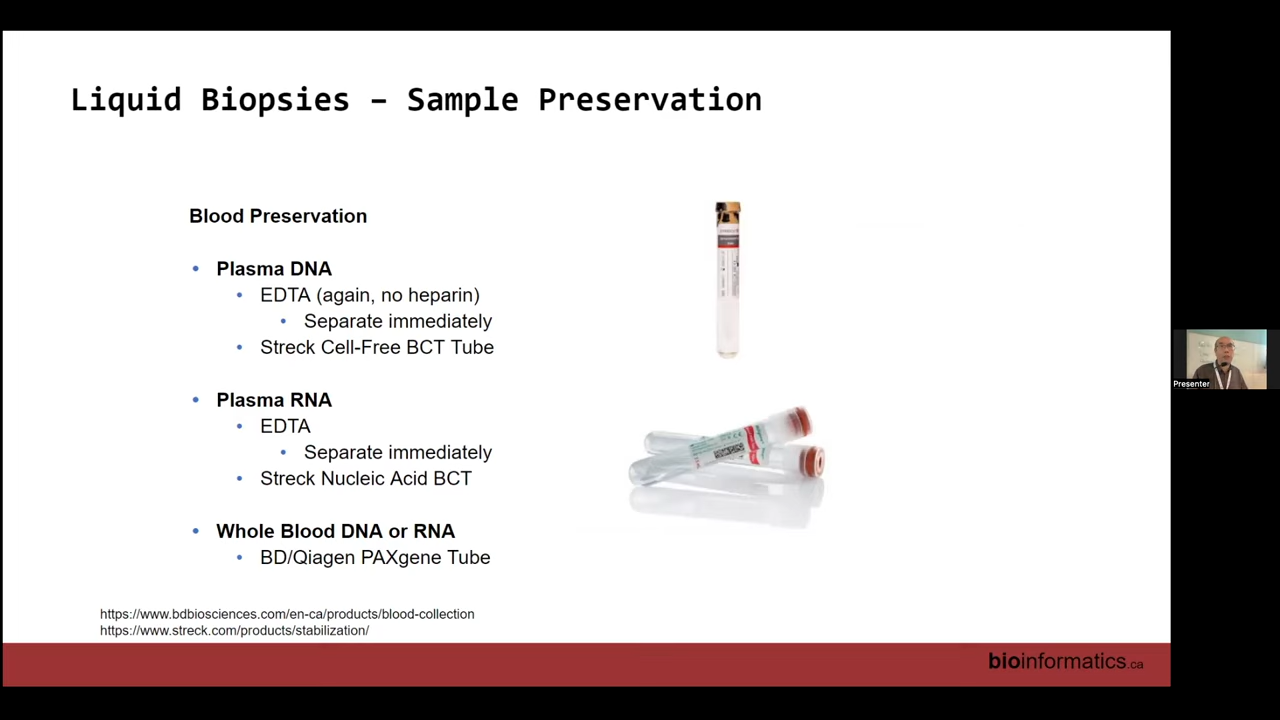 Liquid Biopsies – Sample Preservation
Blood Preservation
• Plasma DNA
• EDTA (again, no heparin)
• Separate immediately
• Streck Cell-Free BCT Tube
• Plasma RNA
• EDTA
• Separate immediately
• Streck Nucleic Acid BCT
• Whole Blood DNA or RNA
• BD/Qiagen PAXgene Tube
https://www.bdbiosciences.com/en-ca/products/blood-collection
https://www.streck.com/products/stabilization/
bioinformatics.ca
Presenter